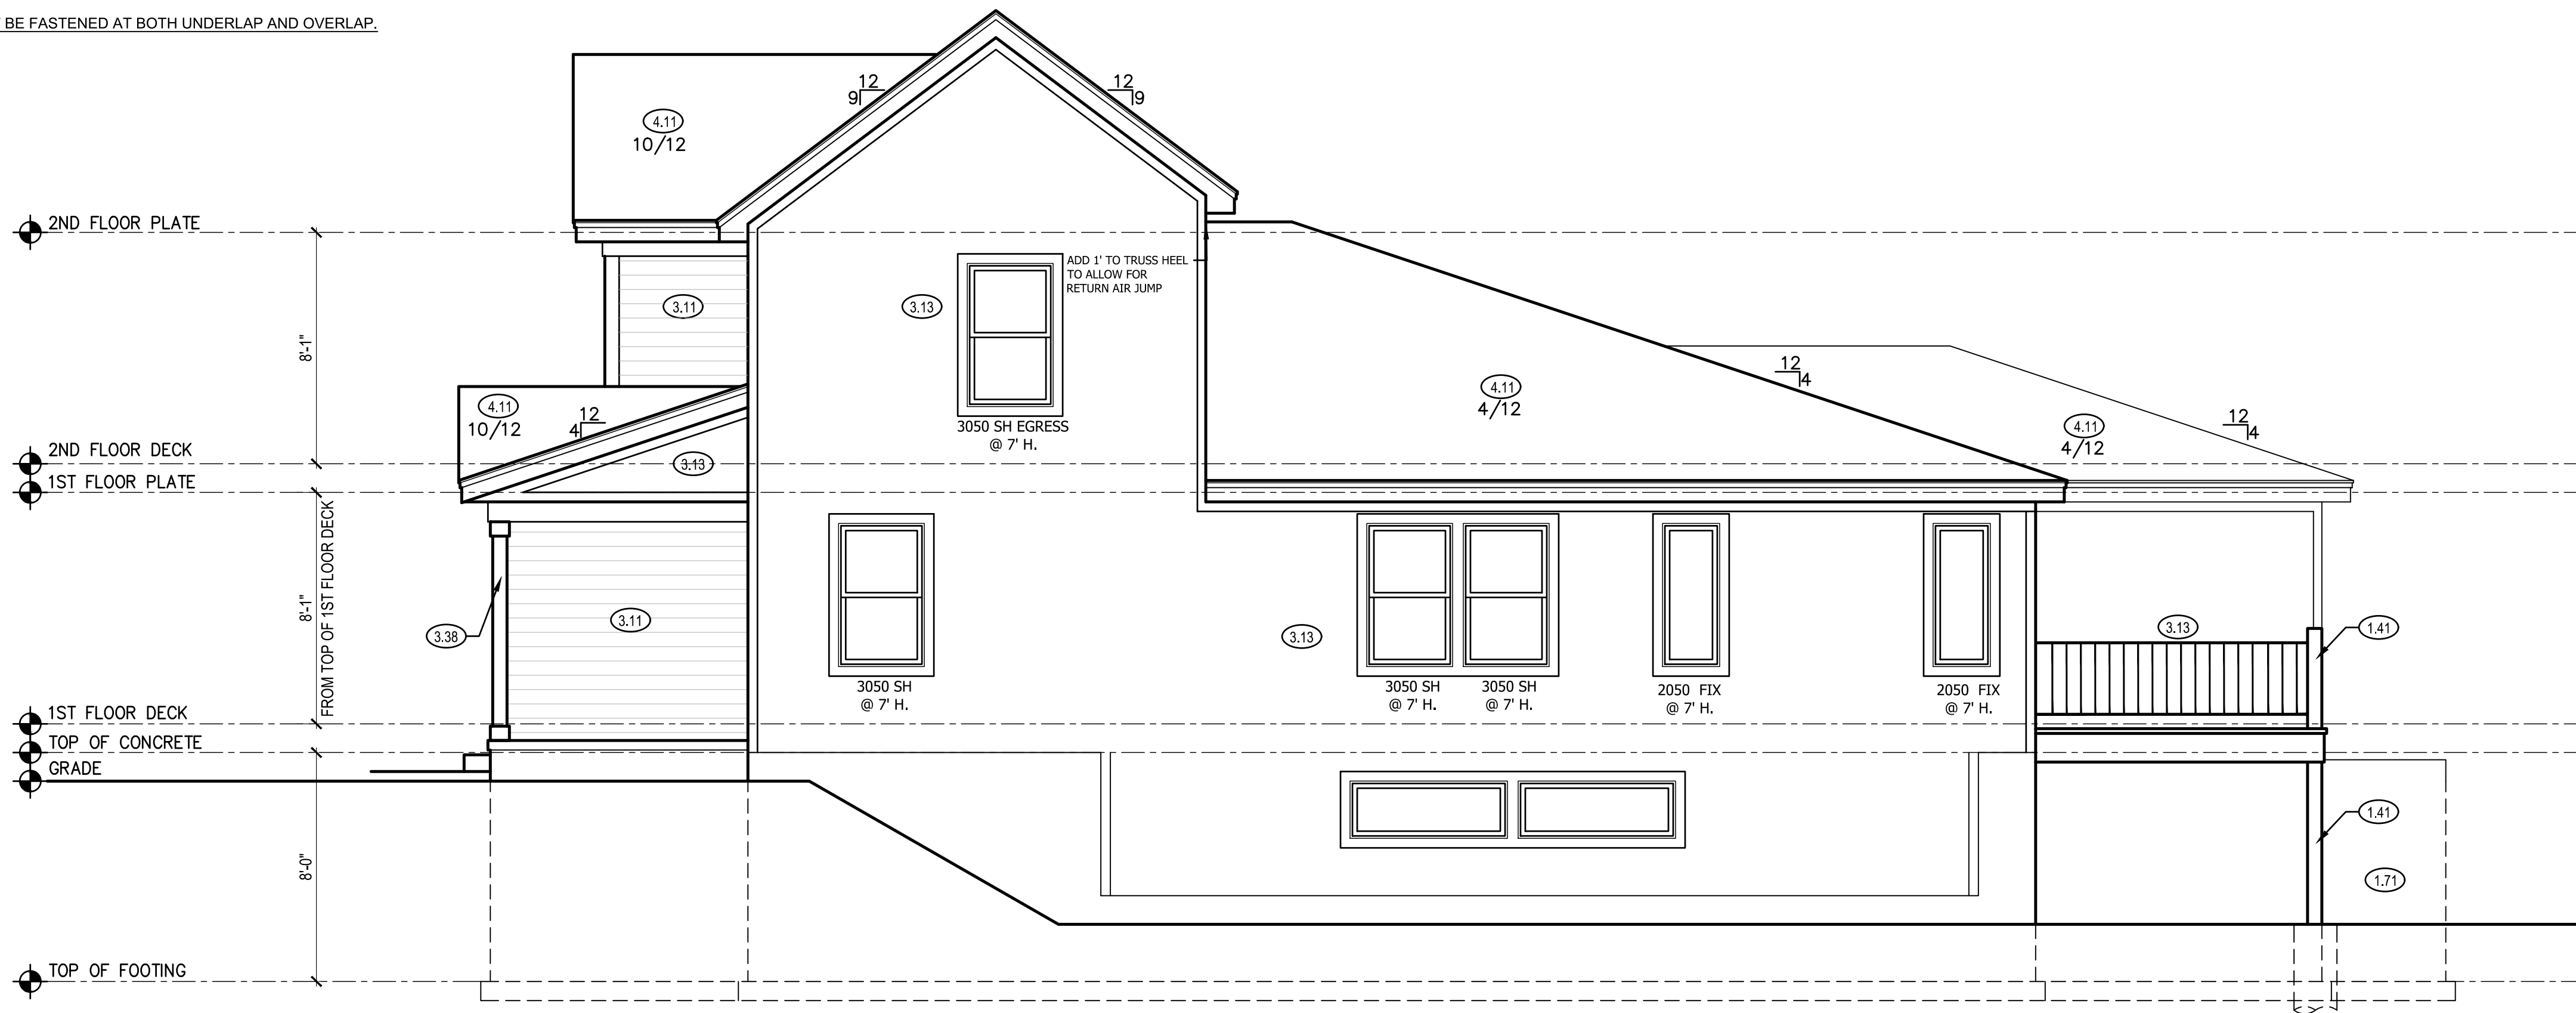 BE FASTENED AT BOTH UNDERLAP AND OVERLAP.
12
9
12
9
4.11
10/12
2ND FLOOR PLATE
ADD 1' TO TRUSS HEEL
TO ALLOW FOR
RETURN AIR JUMP
3.11
3.13
8'-1"
12
4
4.11
4/12
4.11
10/12
12
4
3050 SH EGRESS
@ 7' H.
12
4
4.11
4/12
2ND FLOOR DECK
3.13
1ST FLOOR PLATE
8'-1"
FROM TOP OF 1ST FLOOR DECK
3.38
3.11
3.13
3.13
1.41
3050 SH
@ 7' H.
3050 SH
@ 7' H.
3050 SH
@ 7' H.
2050 FIX
@ 7' H.
2050 FIX
@ 7' H.
1ST FLOOR DECK
TOP OF CONCRETE
GRADE
8'-0"
1.41
1.71
TOP OF FOOTING